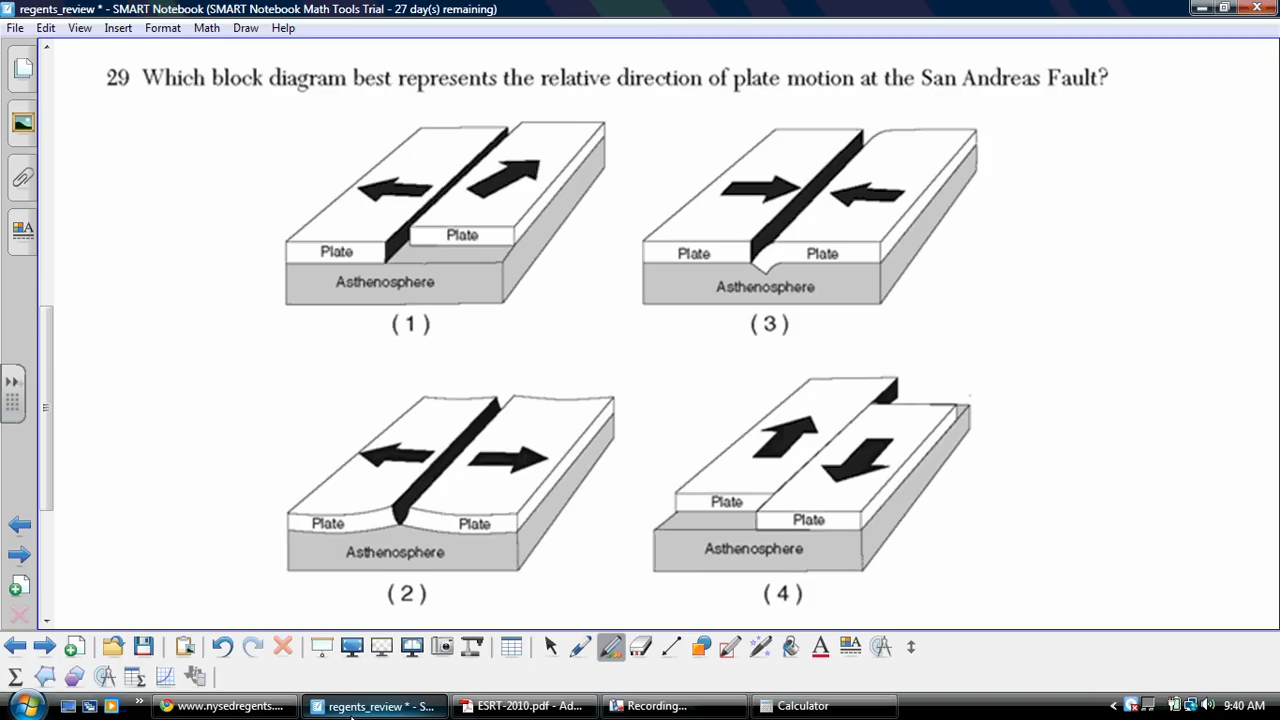 regents_review * - SMART Notebook (SMART Notebook Math Tools Trial - 27 day(s) remaining)
File Edit View Insert Format Math Draw Help
29 Which block diagram best represents the relative direction of plate motion at the San Andreas Fault?
Plate Plate
Asthenosphere
(1)
Plate Plate
Asthenosphere
(3)
Plate Plate
Asthenosphere
(2)
Plate Plate
Asthenosphere
(4)
www.nysedregents.... regents_review * - S... ESRT-2010.pdf - Ad... Recording... Calculator 9:40 AM